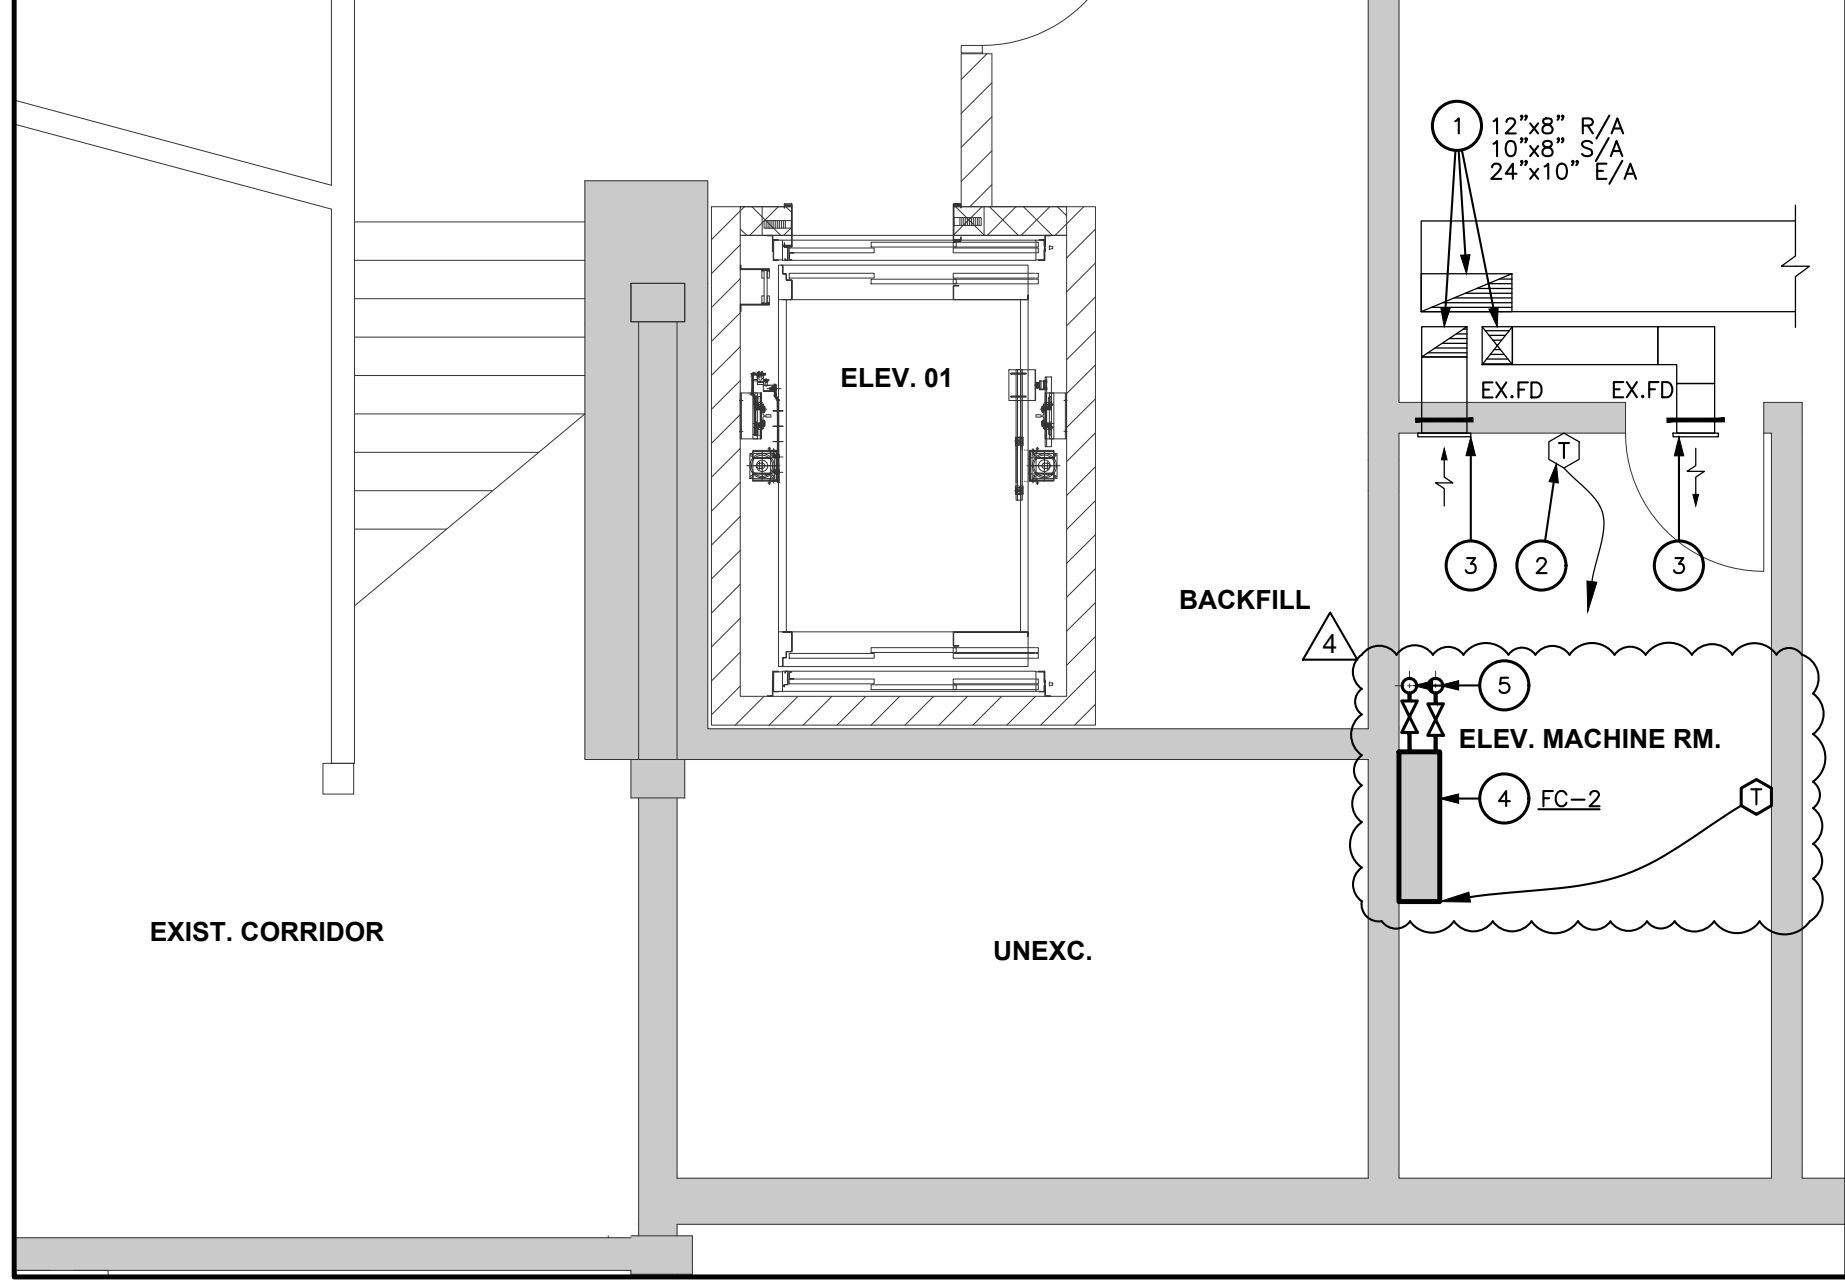 1
12”x8” R/A
10”x8” S/A
24”x10” E/A
ELEV. 01
EX.FD
EX.FD
T
3
2
3
BACKFILL
4
5
ELEV. MACHINE RM.
4
FC-2
T
EXIST. CORRIDOR
UNEXC.